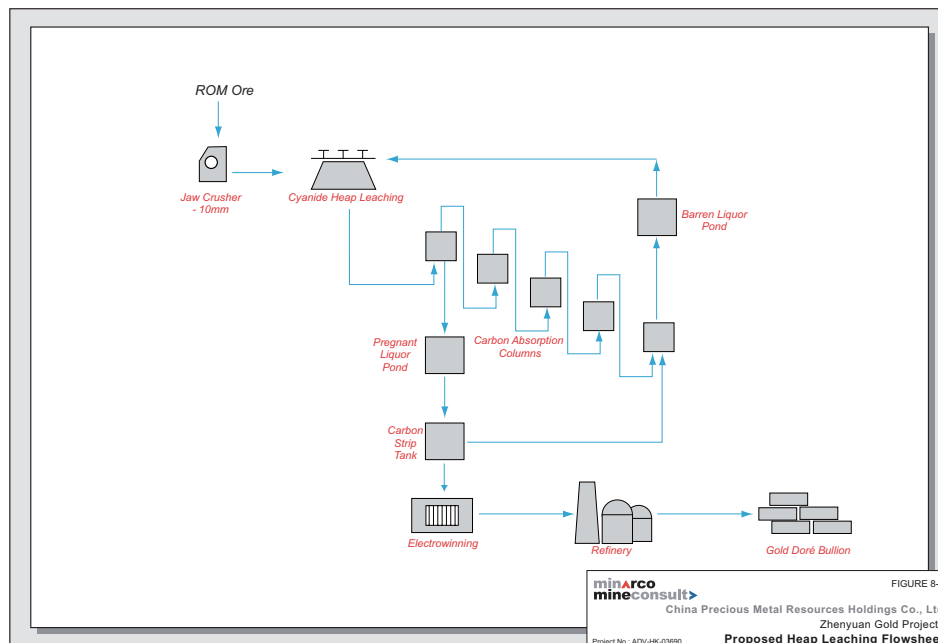 ROM Ore
Jaw Crusher
- 10mm
Cyanide Heap Leaching
Barren Liquor
Pond
Pregnant
Liquor
Pond
Carbon Absorption
Columns
Carbon
Strip
Tank
Electrowinning
Refinery
Gold Doré Bullion
minarco
mineconsult
FIGURE 8-
China Precious Metal Resources Holdings Co., Lt
Zhenyuan Gold Project
Project No.: ADV-HK-03690
Proposed Heap Leaching Flowshee